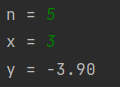 n = 5
x = 3
y = -3.90